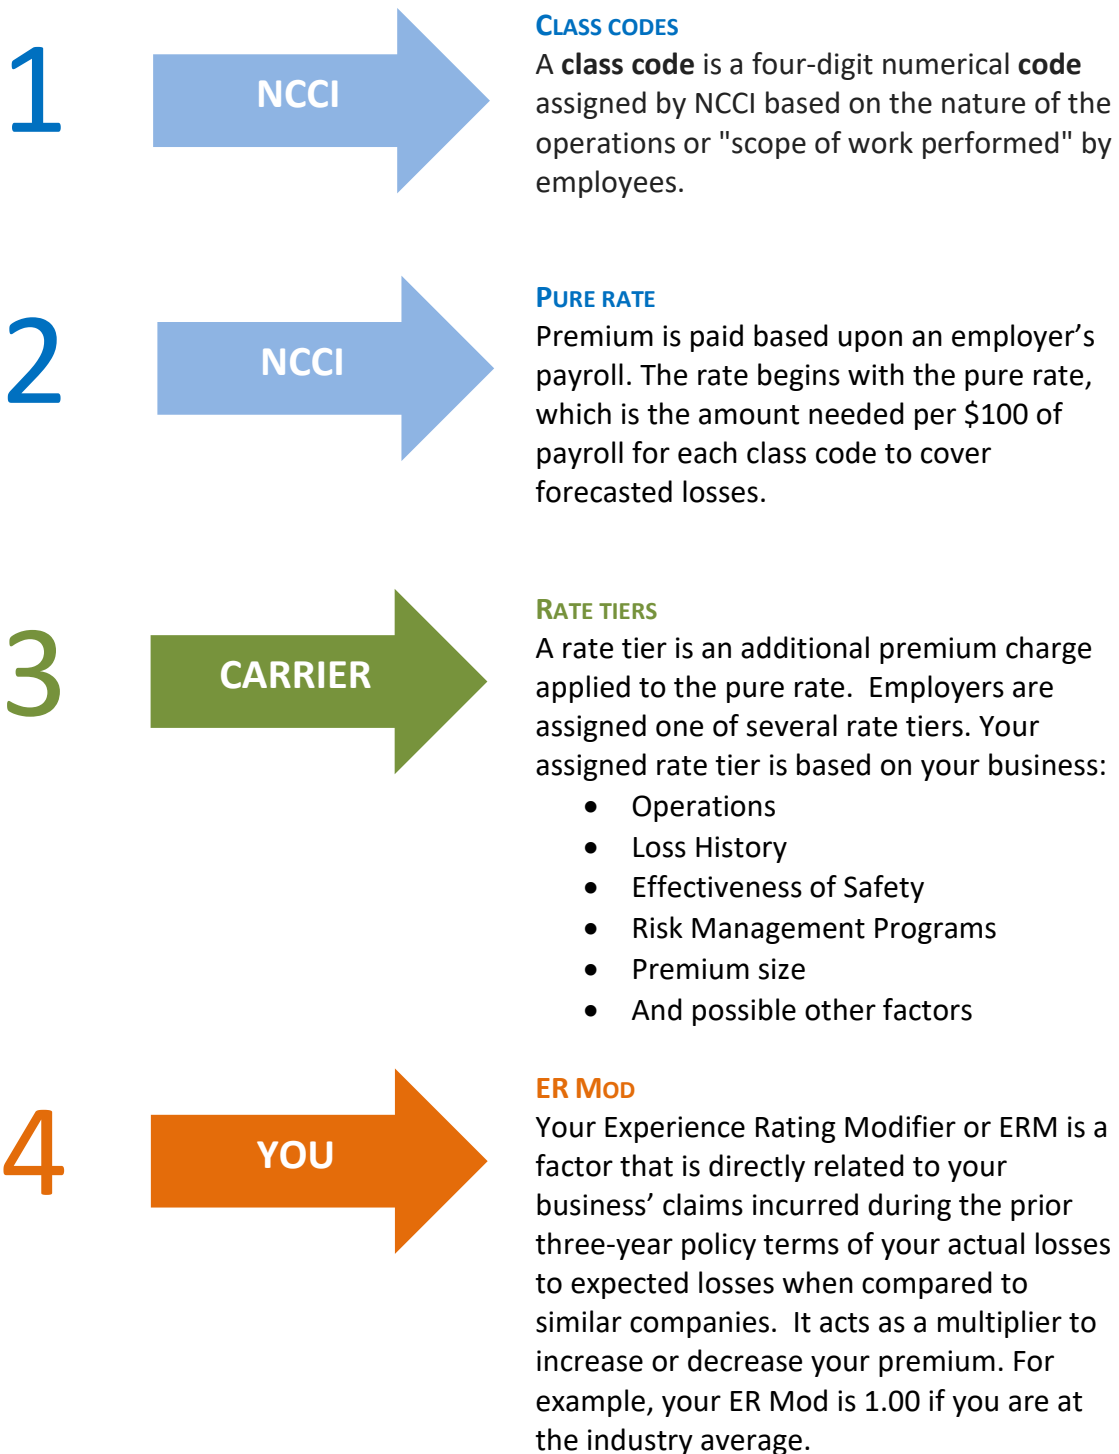 1
NCCI
CLASS CODES
A class code is a four-digit numerical code
assigned by NCCI based on the nature of the
operations or "scope of work performed" by
employees.
2
NCCI
PURE RATE
Premium is paid based upon an employer’s
payroll. The rate begins with the pure rate,
which is the amount needed per $100 of
payroll for each class code to cover
forecasted losses.
3
CARRIER
RATE TIERS
A rate tier is an additional premium charge
applied to the pure rate.  Employers are
assigned one of several rate tiers. Your
assigned rate tier is based on your business:
• Operations
• Loss History
• Effectiveness of Safety
• Risk Management Programs
• Premium size
• And possible other factors
4
YOU
ER MOD
Your Experience Rating Modifier or ERM is a
factor that is directly related to your
business’ claims incurred during the prior
three-year policy terms of your actual losses
to expected losses when compared to
similar companies.  It acts as a multiplier to
increase or decrease your premium. For
example, your ER Mod is 1.00 if you are at
the industry average.